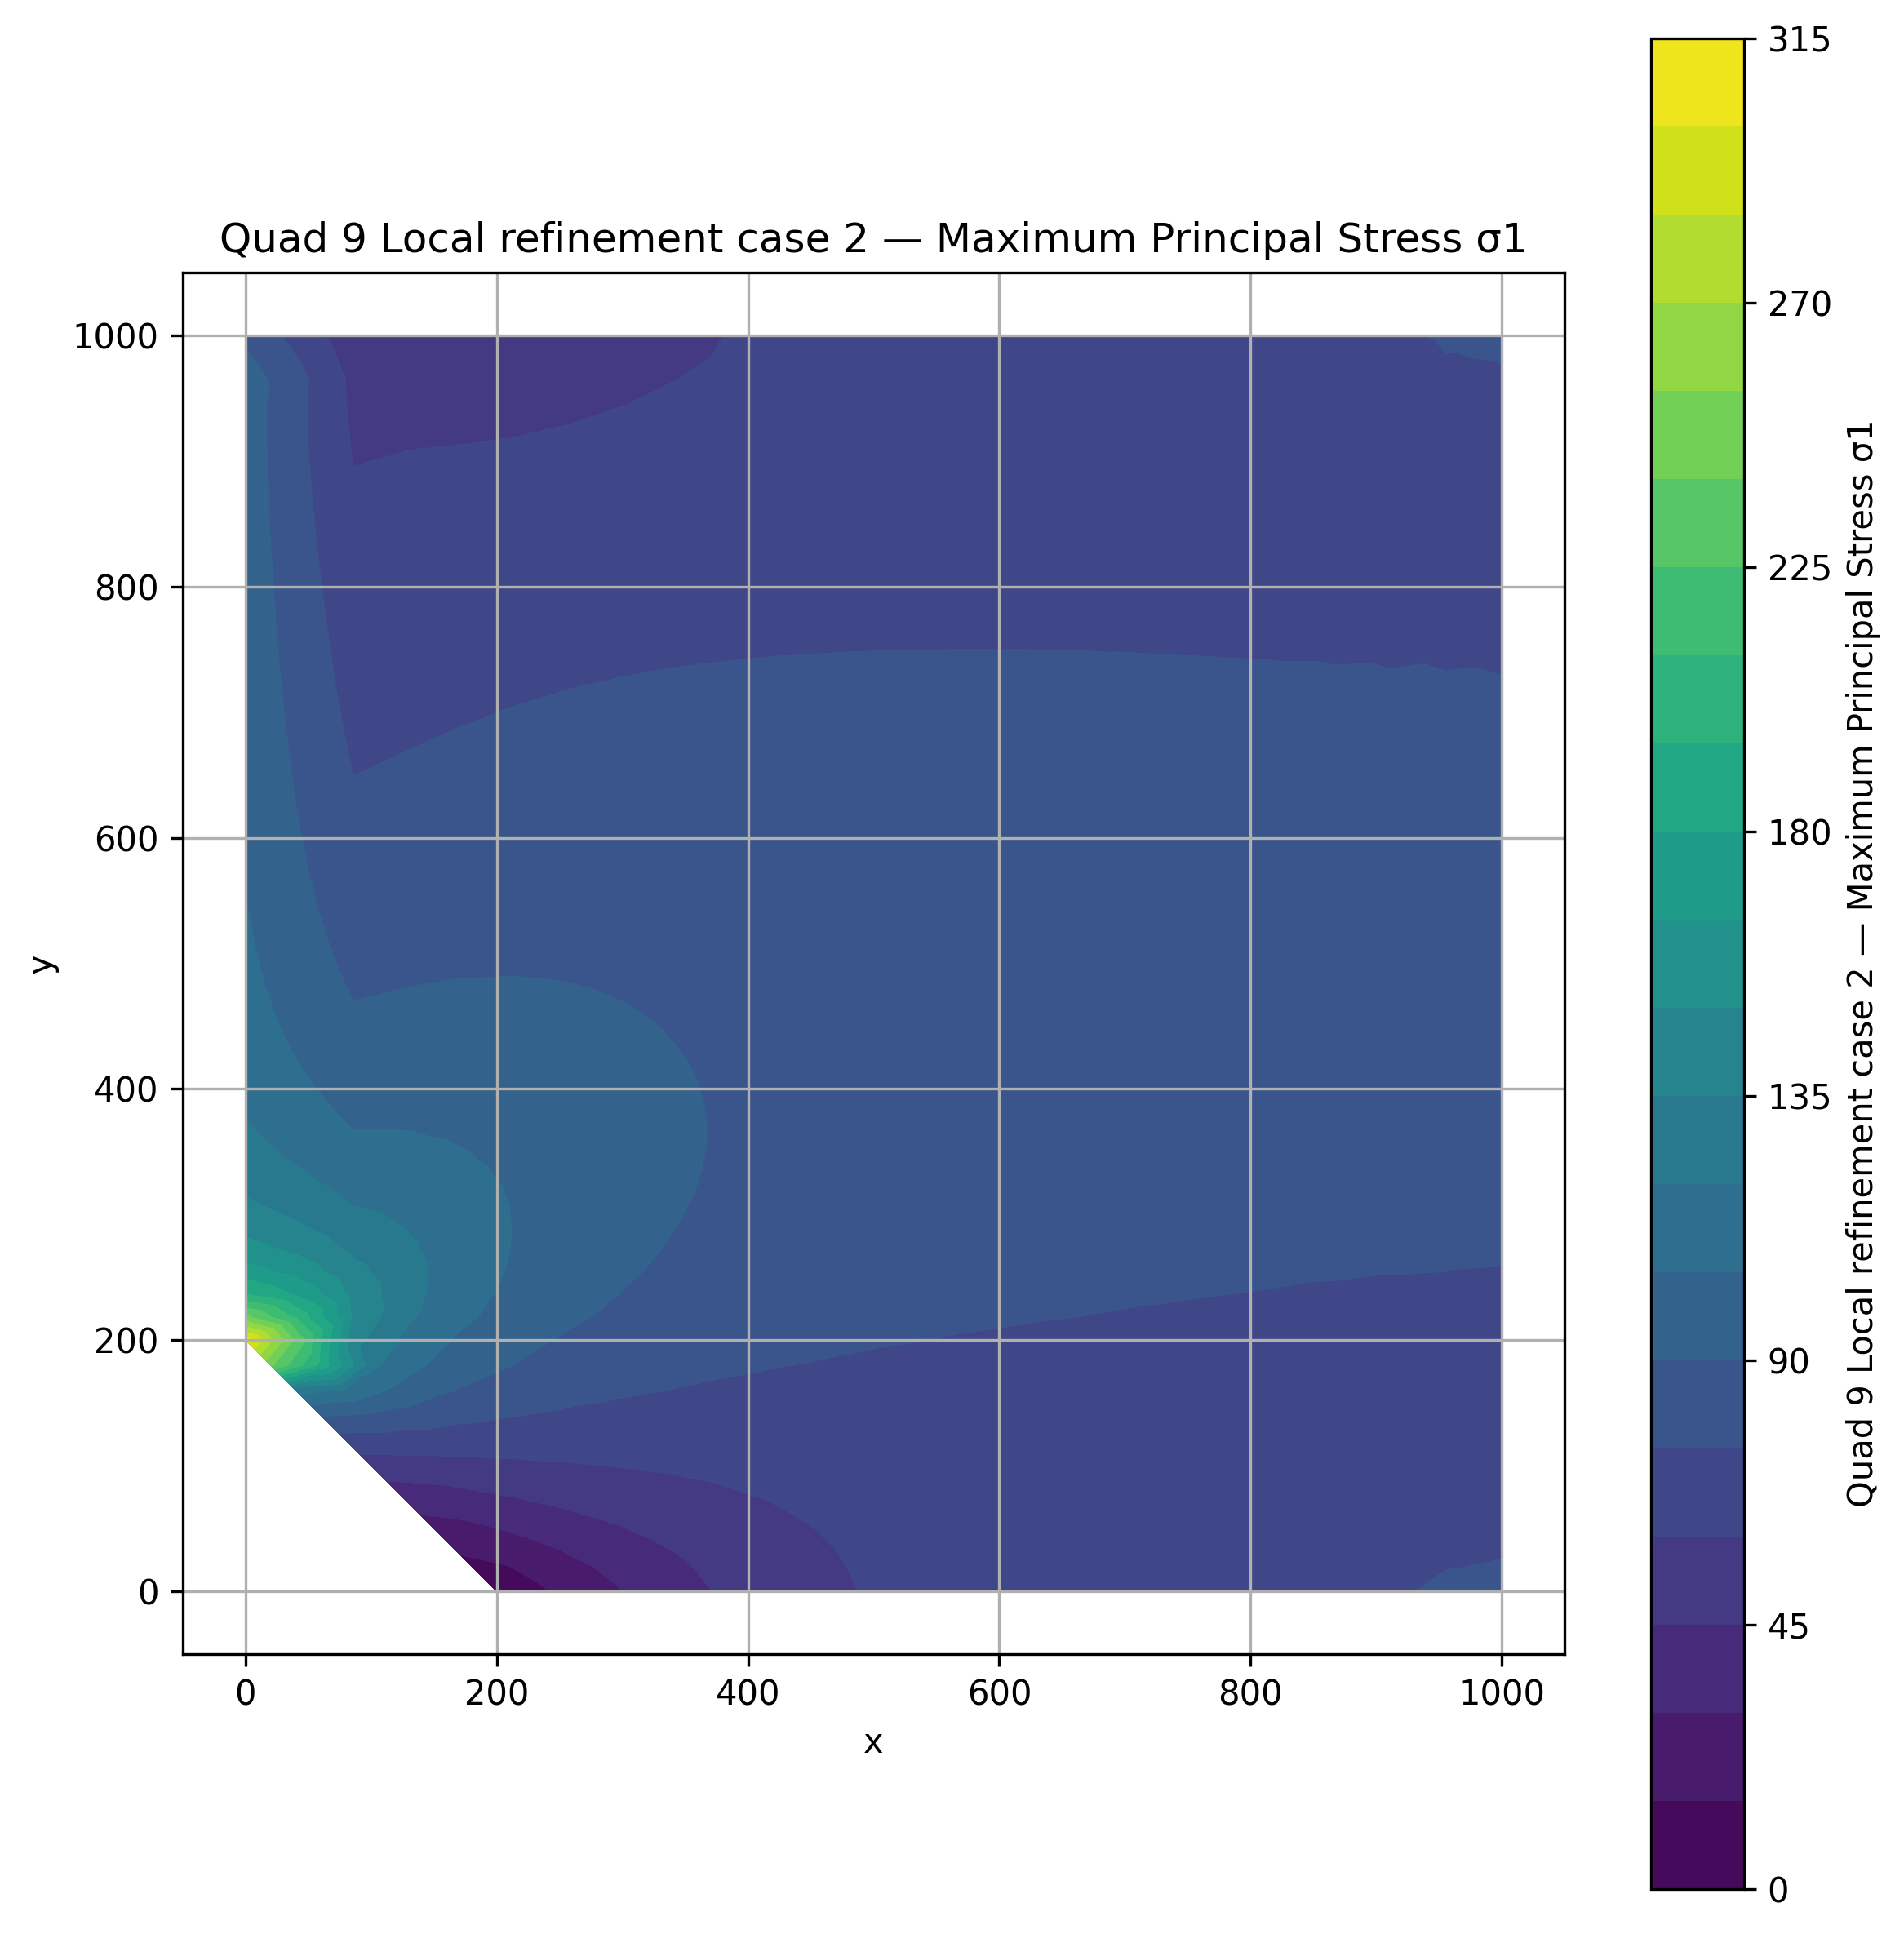 Quad 9 Local refinement case 2 — Maximum Principal Stress σ1
1000
800
600
400
200
0
y
0 200 400 600 800 1000
x
315
270
225
180
135
90
45
0
Quad 9 Local refinement case 2 — Maximum Principal Stress σ1